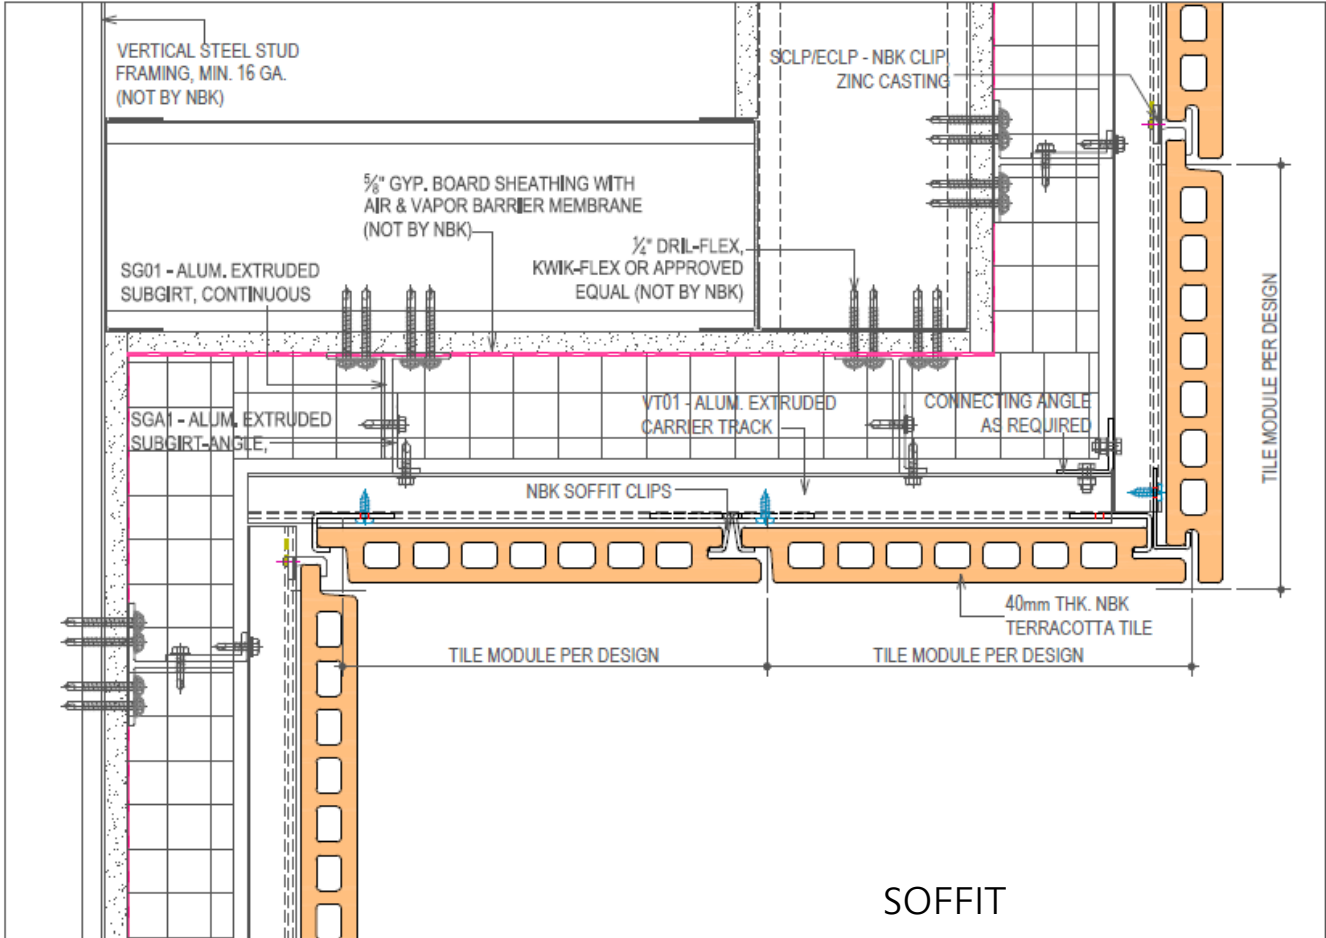 VERTICAL STEEL STUD
FRAMING, MIN. 16 GA.
(NOT BY NBK)
SCLP/ECLP - NBK CLIP
ZINC CASTING
⅝" GYP. BOARD SHEATHING WITH
AIR & VAPOR BARRIER MEMBRANE
(NOT BY NBK)
¼" DRIL-FLEX,
KWIK-FLEX OR APPROVED
EQUAL (NOT BY NBK)
SG01 - ALUM. EXTRUDED
SUBGIRT, CONTINUOUS
TILE MODULE PER DESIGN
SGA1 - ALUM. EXTRUDED
SUBGIRT-ANGLE,
VT01 - ALUM. EXTRUDED
CARRIER TRACK
CONNECTING ANGLE
AS REQUIRED
NBK SOFFIT CLIPS
40mm THK. NBK
TERRACOTTA TILE
TILE MODULE PER DESIGN
TILE MODULE PER DESIGN
SOFFIT